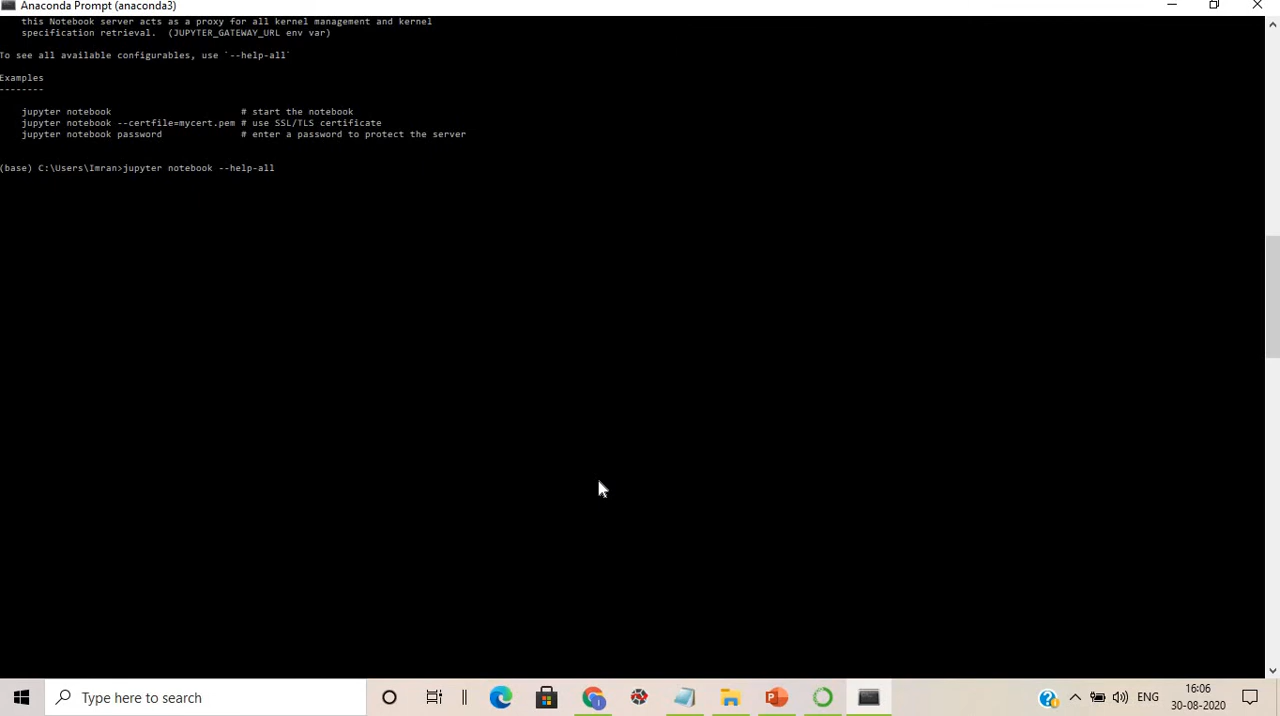 Anaconda Prompt (anaconda3)
this Notebook server acts as a proxy for all kernel management and kernel
specification retrieval.  (JUPYTER_GATEWAY_URL env var)
To see all available configurables, use `--help-all`
Examples
--------
jupyter notebook                       # start the notebook
jupyter notebook --certfile=mycert.pem # use SSL/TLS certificate
jupyter notebook password              # enter a password to protect the server
(base) C:\Users\Imran>jupyter notebook --help-all
Type here to search
ENG
16:06
30-08-2020